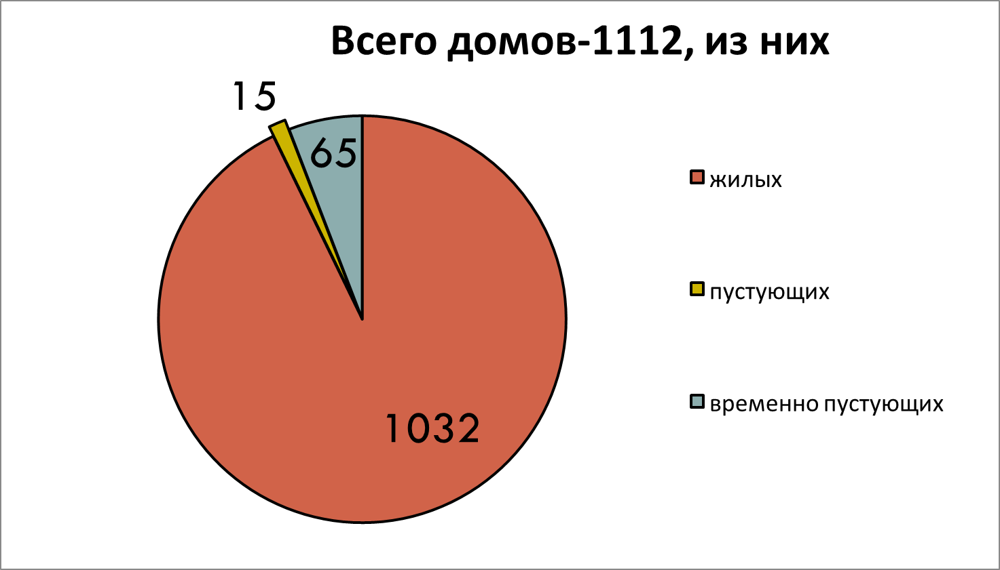 Всего домов-1112, из них
15
65
1032
жилых
пустующих
временно пустующих